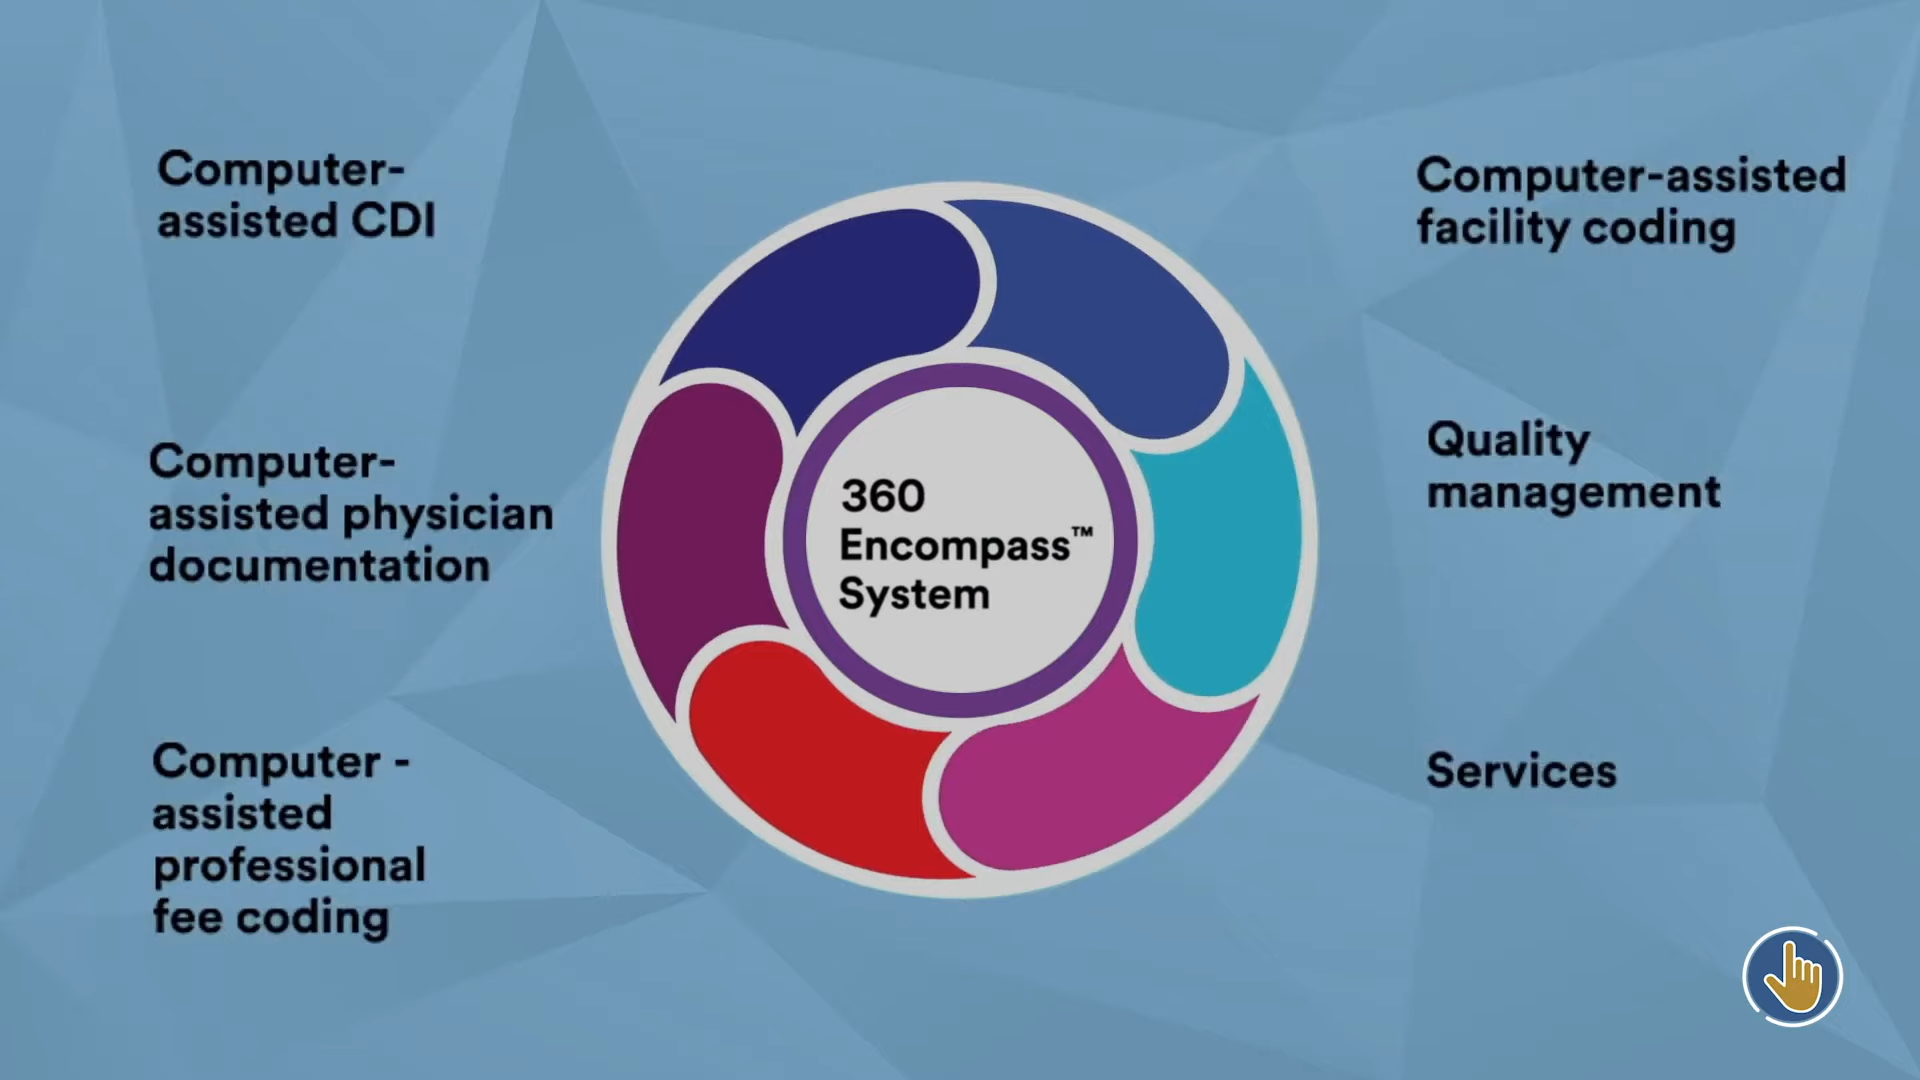 Computer-
assisted CDI
Computer-
assisted physician
documentation
Computer -
assisted
professional
fee coding
360
Encompass™
System
Computer-assisted
facility coding
Quality
management
Services